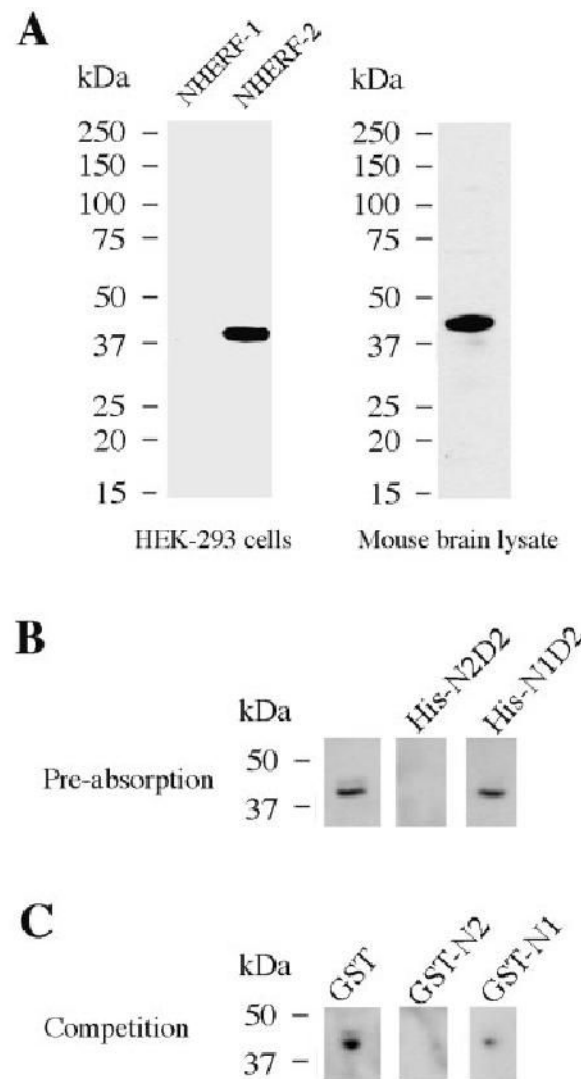 A
NHERF-1
NHERF-2
kDa
250
150
100
75
50
37
25
20
15
HEK-293 cells
kDa
250
150
100
75
50
37
25
20
15
Mouse brain lysate
B
His-N2D2
His-N1D2
kDa
50
Pre-absorption
37
C
GST
GST-N2
GST-N1
kDa
50
Competition
37